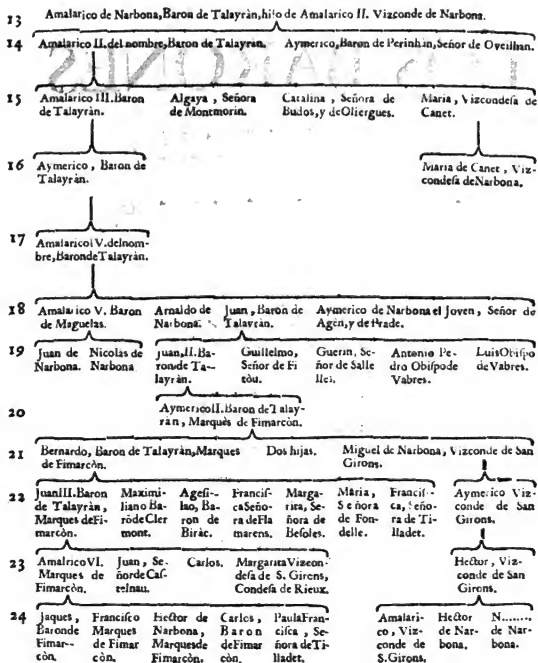 13 Amalarico de Narbona, Baron de Talayràn, hijo de Amalarico II. Vizconde de Narbona.
14 Amalarico II. del nombre, Baron de Talayràn. Aymerico, Baron de Perinhàn, Señor de Oveilhan.
15 Amalarico III. Baron de Talayràn. Algaya, Señora de Montmorin. Catalina, Señora de Budos, y de Oliergues. Maria, Vizcondesa de Canet.
16 Aymerico, Baron de Talayràn. Maria de Canet, Vizcondesa de Narbona.
17 Amalarico IV. del nombre, Baron de Talayràn.
18 Amalarico V. Baron de Maguelas. Arnaldo de Narbona. Juan, Baron de Talayràn. Aymerico de Narbona el Joven, Señor de Agèn, y de Prade.
19 Juan de Narbona. Nicolàs de Narbona Juan, II. Baron de Talayràn. Guillelmo, Señor de Fitòu. Guerin, Señor de Sallellei. Antonio Pedro Obispo de Vabres. Luis Obispo de Vabres.
20 Aymerico II. Baron de Talayràn, Marquès de Fimarcòn.
21 Bernardo, Baron de Talayràn, Marques de Fimarcòn. Dos hijas. Miguel de Narbona, Vizconde de San Girons.
22 Juan III. Baron de Talayràn, Marques de Fimarcòn. Maximiliano Baròde Clermont. Agesilao, Baron de Biràc. Francisca Señora de Flamarens. Margarita, Señora de Besoles. Maria, Señora de Fondelle. Francisca, Señora de Tilladet. Aymerico Vizconde de San Girons.
23 Amalrico VI. Marques de Fimarcòn. Juan, Señor de Castelnau. Carlos. Margarita Vizcondesa de S. Girons, Condesa de Rieux. Hector, Vizconde de San Girons.
24 Jaques, Baron de Fimarcòn. Francisco Marques de Fimarcòn. Hector de Narbona, Marques de Fimarcòn. Carlos, Baron de Fimarcòn. Paula Francisca, Señora de Tilladet. Amalarico, Vizconde de S. Girons. Hector de Narbona. N....... de Narbona.